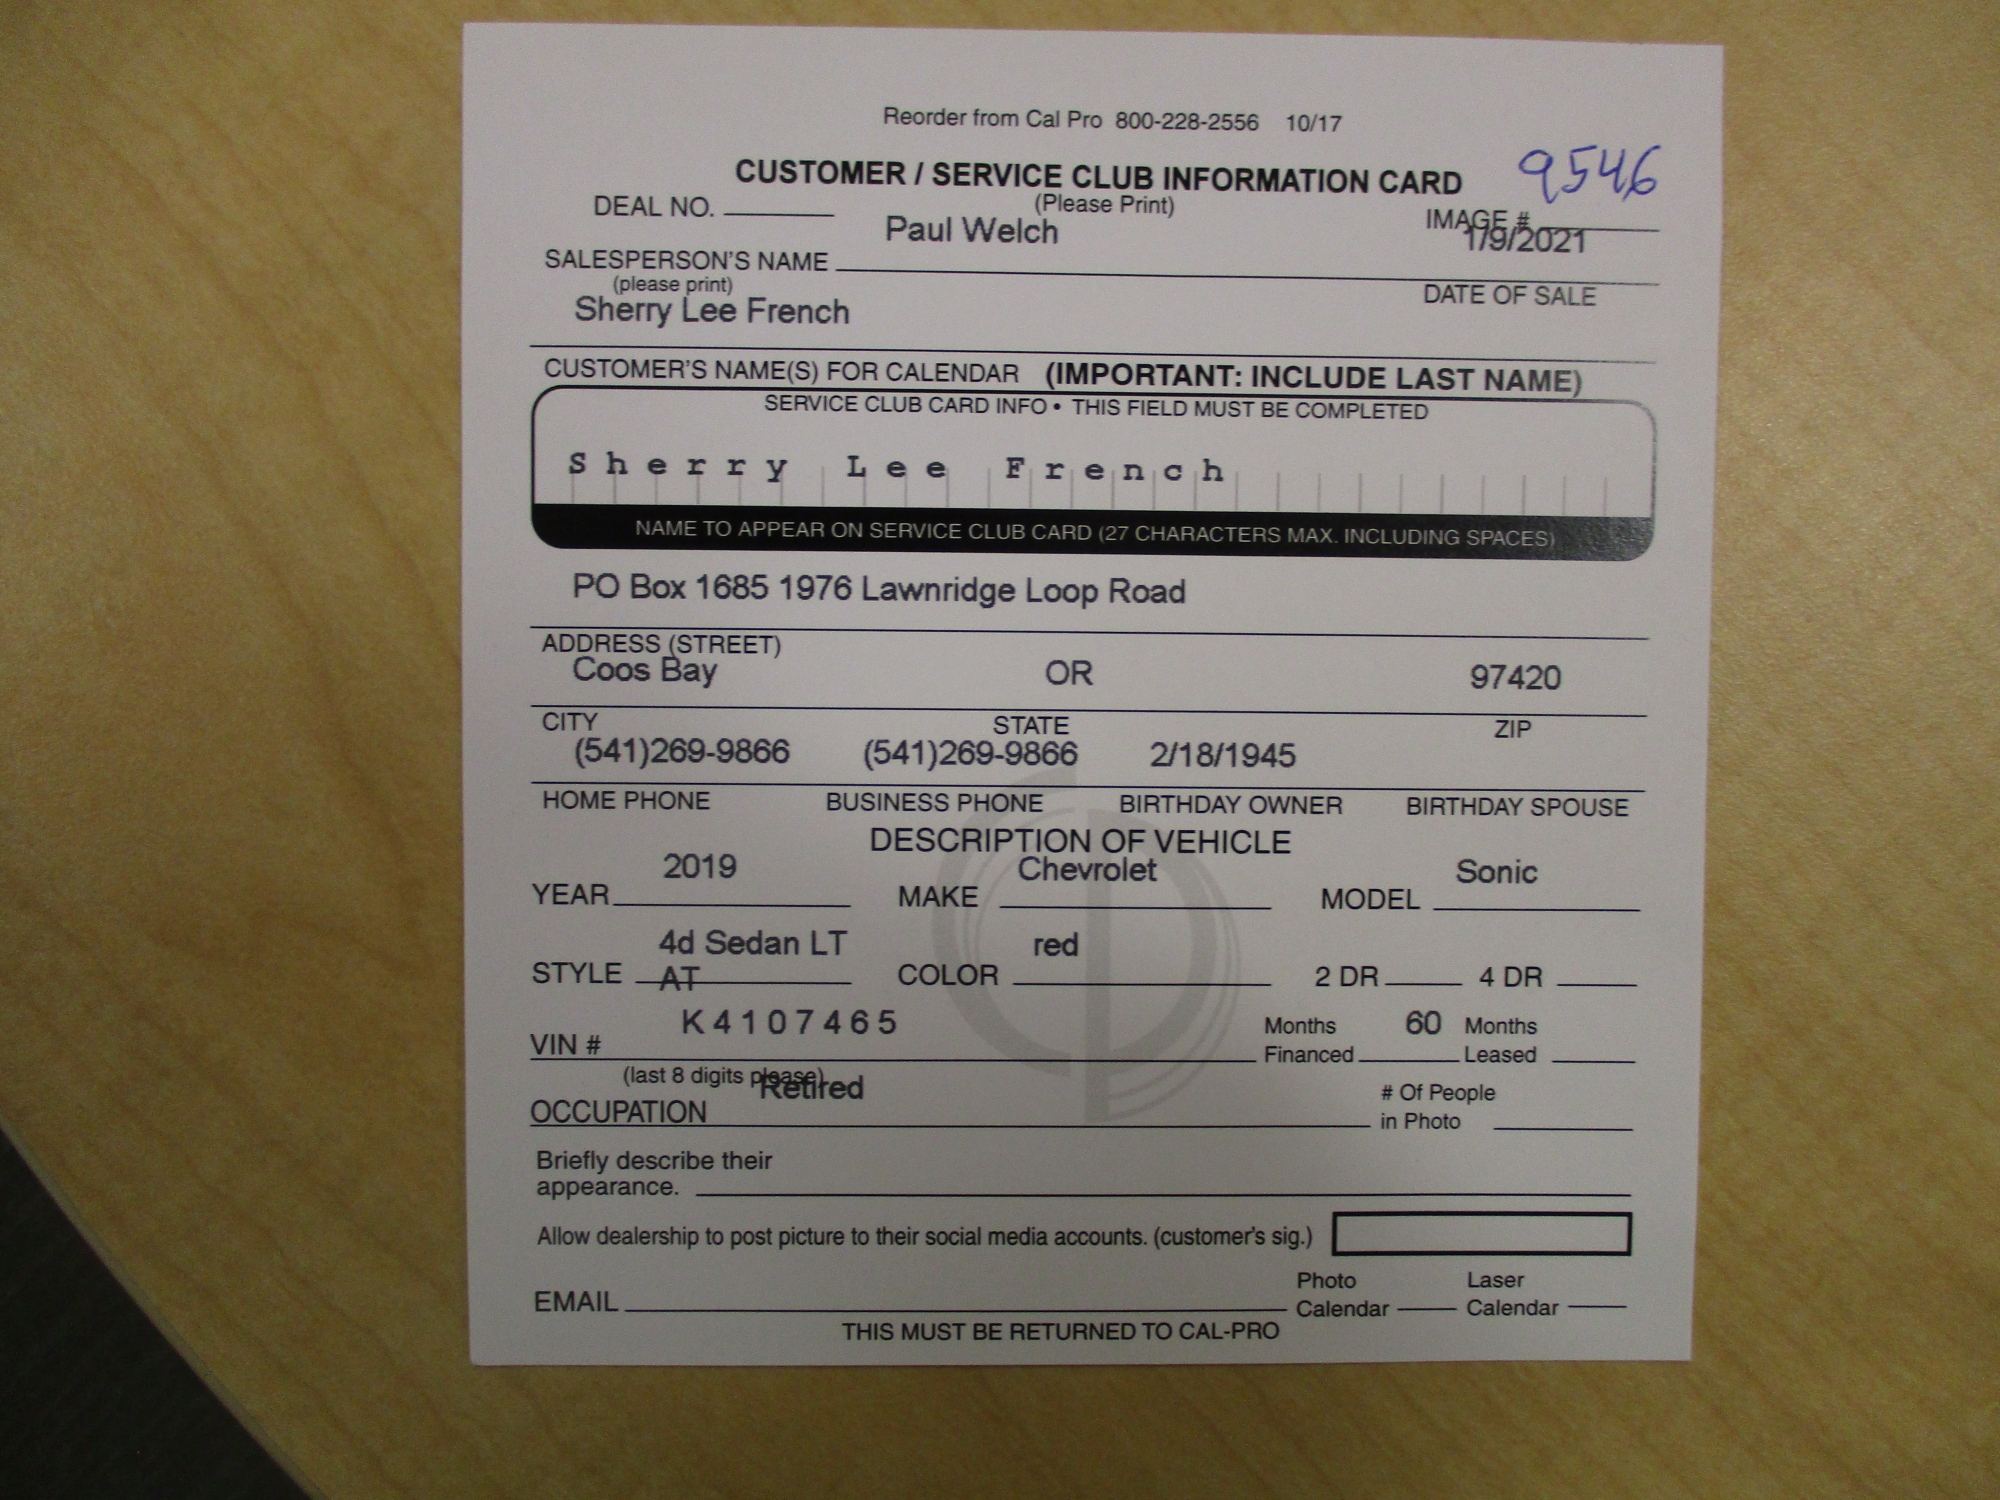 Reorder from Cal Pro 800-228-2556 10/17
CUSTOMER / SERVICE CLUB INFORMATION CARD 9546
DEAL NO. (Please Print) IMAGE #
Paul Welch 1/9/2021
SALESPERSON'S NAME
(please print) DATE OF SALE
Sherry Lee French
CUSTOMER'S NAME(S) FOR CALENDAR (IMPORTANT: INCLUDE LAST NAME)
SERVICE CLUB CARD INFO • THIS FIELD MUST BE COMPLETED
Sherry Lee French
NAME TO APPEAR ON SERVICE CLUB CARD (27 CHARACTERS MAX. INCLUDING SPACES)
PO Box 1685 1976 Lawnridge Loop Road
ADDRESS (STREET)
Coos Bay OR 97420
CITY STATE ZIP
(541)269-9866 (541)269-9866 2/18/1945
HOME PHONE BUSINESS PHONE BIRTHDAY OWNER BIRTHDAY SPOUSE
DESCRIPTION OF VEHICLE
2019 Chevrolet Sonic
YEAR MAKE MODEL
4d Sedan LT red
STYLE AT COLOR 2 DR 4 DR
K4107465 Months 60 Months
VIN # Financed Leased
(last 8 digits please)
Retired # Of People
OCCUPATION in Photo
Briefly describe their
appearance.
Allow dealership to post picture to their social media accounts. (customer's sig.)
Photo Laser
EMAIL Calendar Calendar
THIS MUST BE RETURNED TO CAL-PRO